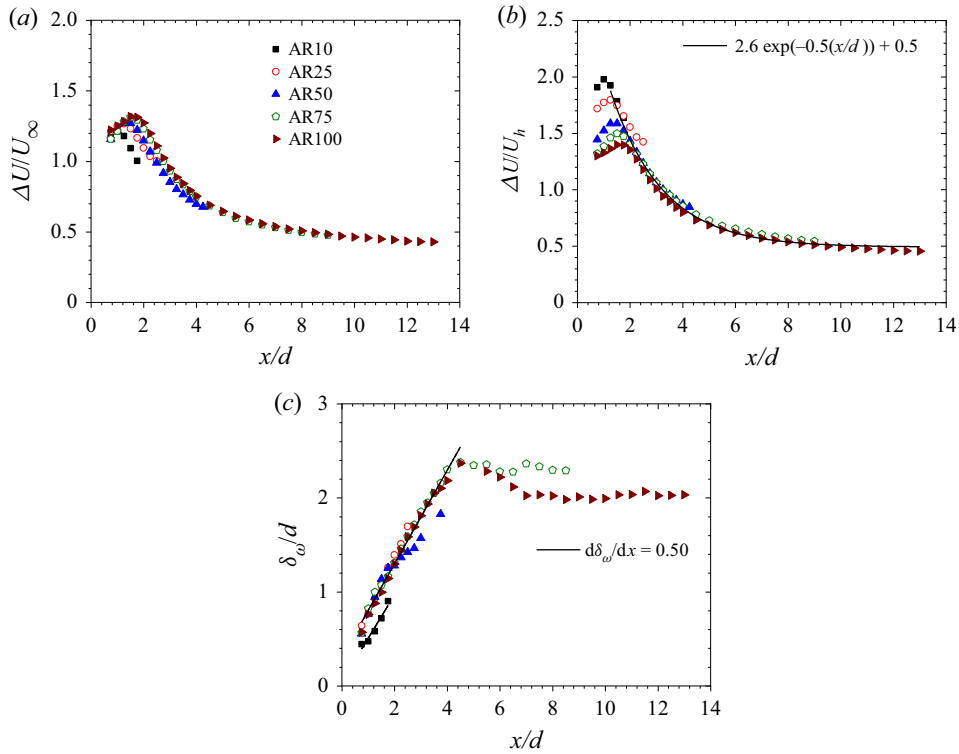 (a)
2.0
1.5
1.0
0.5
0
ΔU/U∞
AR10
AR25
AR50
AR75
AR100
0 2 4 6 8 10 12 14
x/d
(b)
2.5
2.0
1.5
1.0
0.5
0
ΔU/Uh
2.6 exp(–0.5(x/d)) + 0.5
0 2 4 6 8 10 12 14
x/d
(c)
3
2
1
0
δω/d
dδω/dx = 0.50
0 2 4 6 8 10 12 14
x/d